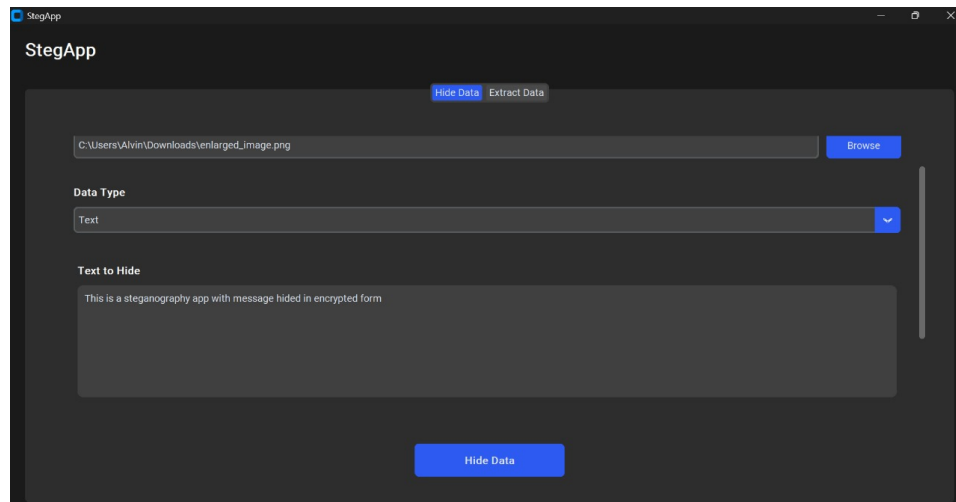 StegApp
StegApp
Hide Data Extract Data
C:\Users\Alvin\Downloads\enlarged_image.png Browse
Data Type
Text
Text to Hide
This is a steganography app with message hided in encrypted form
Hide Data